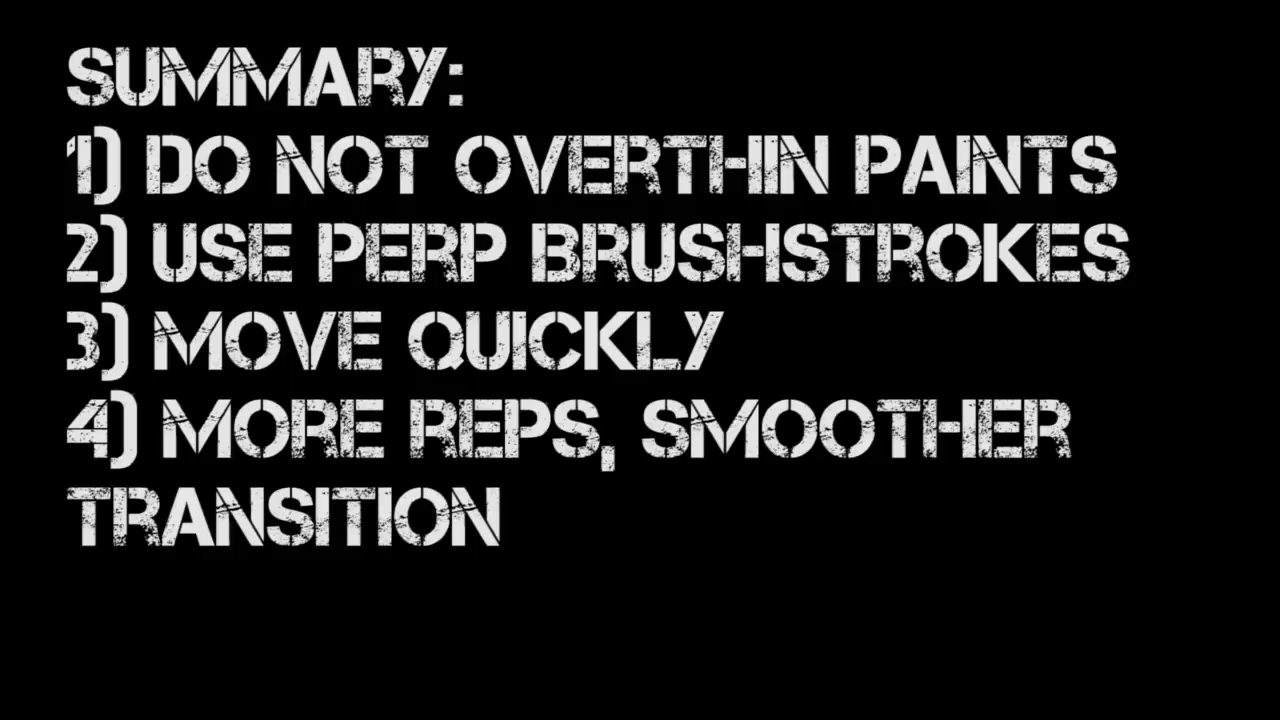 SUMMARY:
1) DO NOT OVERTHIN PAINTS
2) USE PERP BRUSHSTROKES
3) MOVE QUICKLY
4) MORE REPS, SMOOTHER
TRANSITION